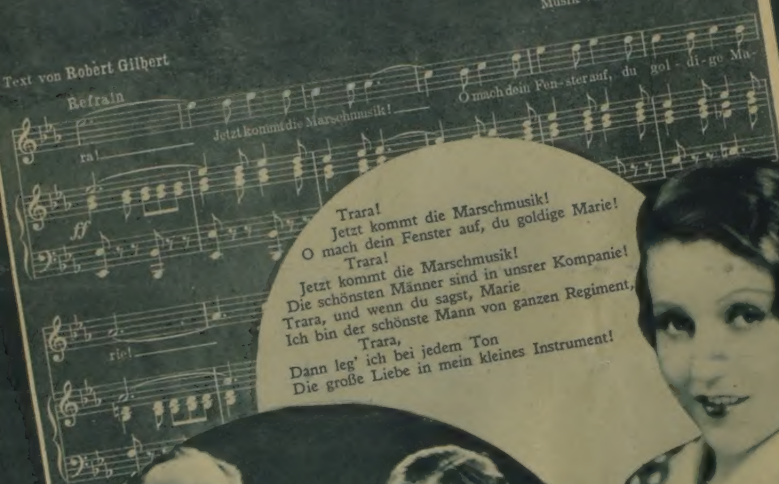 Musik
Text von Robert Gilbert
Refrain
ra! Jetzt kommt die Marschmusik! O mach dein Fen-ster auf, du gol-di-ge Ma-
ff
rie!
Trara!
Jetzt kommt die Marschmusik!
O mach dein Fenster auf, du goldige Marie!
Trara!
Jetzt kommt die Marschmusik!
Die schönsten Männer sind in unsrer Kompanie!
Trara, und wenn du sagst, Marie
Ich bin der schönste Mann von ganzen Regiment,
Trara,
Dann leg' ich bei jedem Ton
Die große Liebe in mein kleines Instrument!